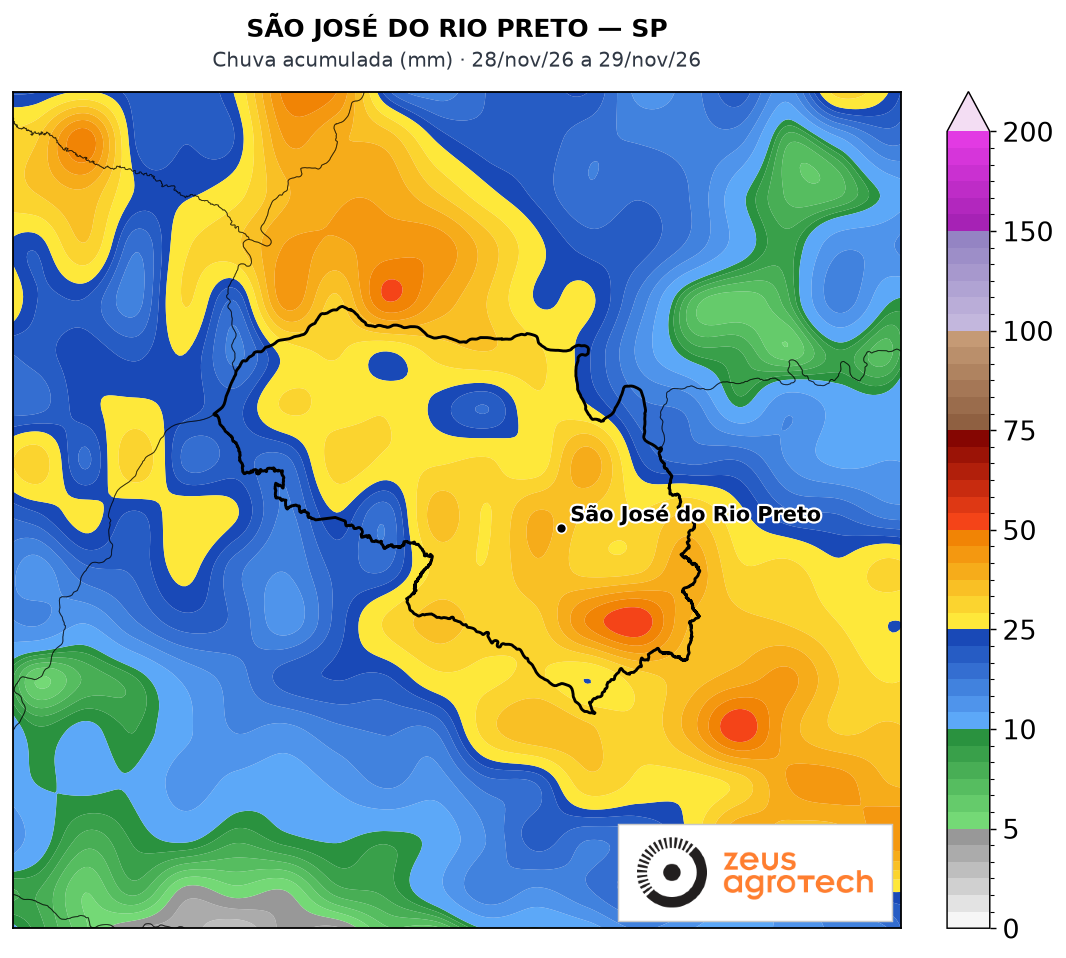 SÃO JOSÉ DO RIO PRETO — SP
Chuva acumulada (mm) · 28/nov/26 a 29/nov/26
200
150
100
75
50
25
10
5
0
São José do Rio Preto
zeus
agrotech